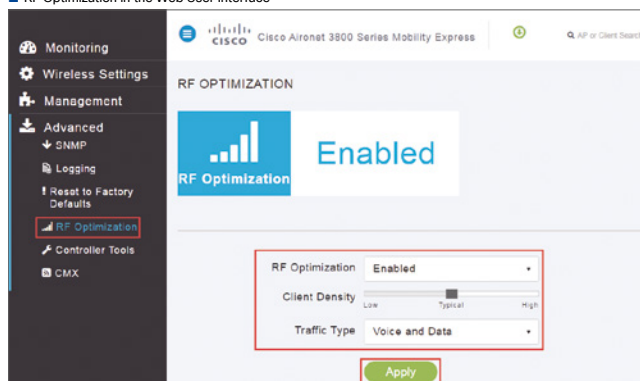 RF Optimization in the Web User Interface
Monitoring
Wireless Settings
Management
Advanced
SNMP
Logging
Reset to Factory
Defaults
RF Optimization
Controller Tools
CMX
CISCO Cisco Aironet 3800 Series Mobility Express
AP or Client Search
RF OPTIMIZATION
RF Optimization
Enabled
RF Optimization Enabled
Client Density
Low Typical High
Traffic Type Voice and Data
Apply